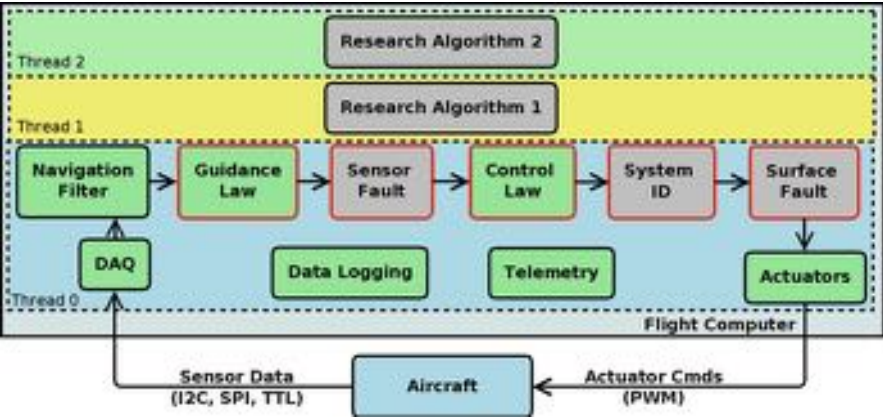 Research Algorithm 2
Thread 2
Research Algorithm 1
Thread 1
Navigation
Filter
Guidance
Law
Sensor
Fault
Control
Law
System
ID
Surface
Fault
DAQ
Data Logging
Telemetry
Actuators
Thread 0
Flight Computer
Sensor Data
(I2C, SPI, TTL)
Aircraft
Actuator Cmds
(PWM)